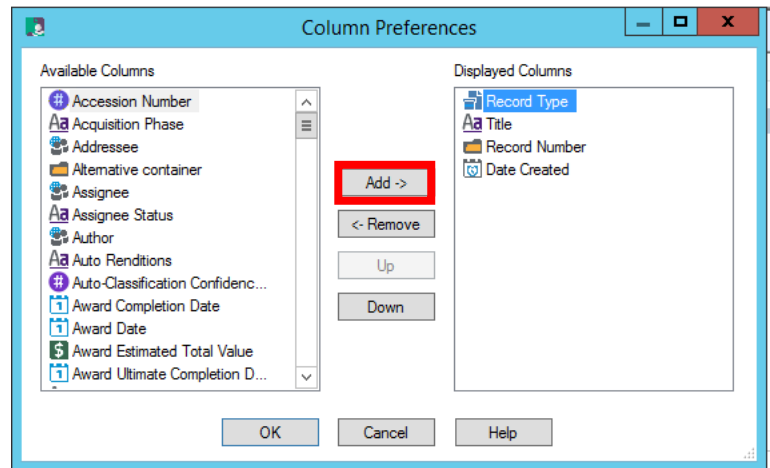 Column Preferences
Available Columns
Accession Number
Acquisition Phase
Addressee
Alternative container
Assignee
Assignee Status
Author
Auto Renditions
Auto-Classification Confidenc...
Award Completion Date
Award Date
Award Estimated Total Value
Award Ultimate Completion D...
Add ->
<- Remove
Up
Down
Displayed Columns
Record Type
Title
Record Number
Date Created
OK
Cancel
Help